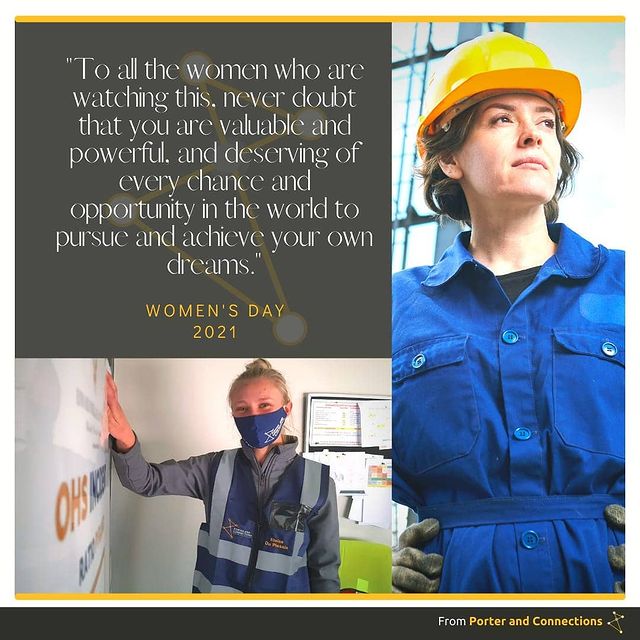 "To all the women who are
watching this, never doubt
that you are valuable and
powerful, and deserving of
every chance and
opportunity in the world to
pursue and achieve your own
dreams."
WOMEN'S DAY
2021
OHS
From Porter and Connections